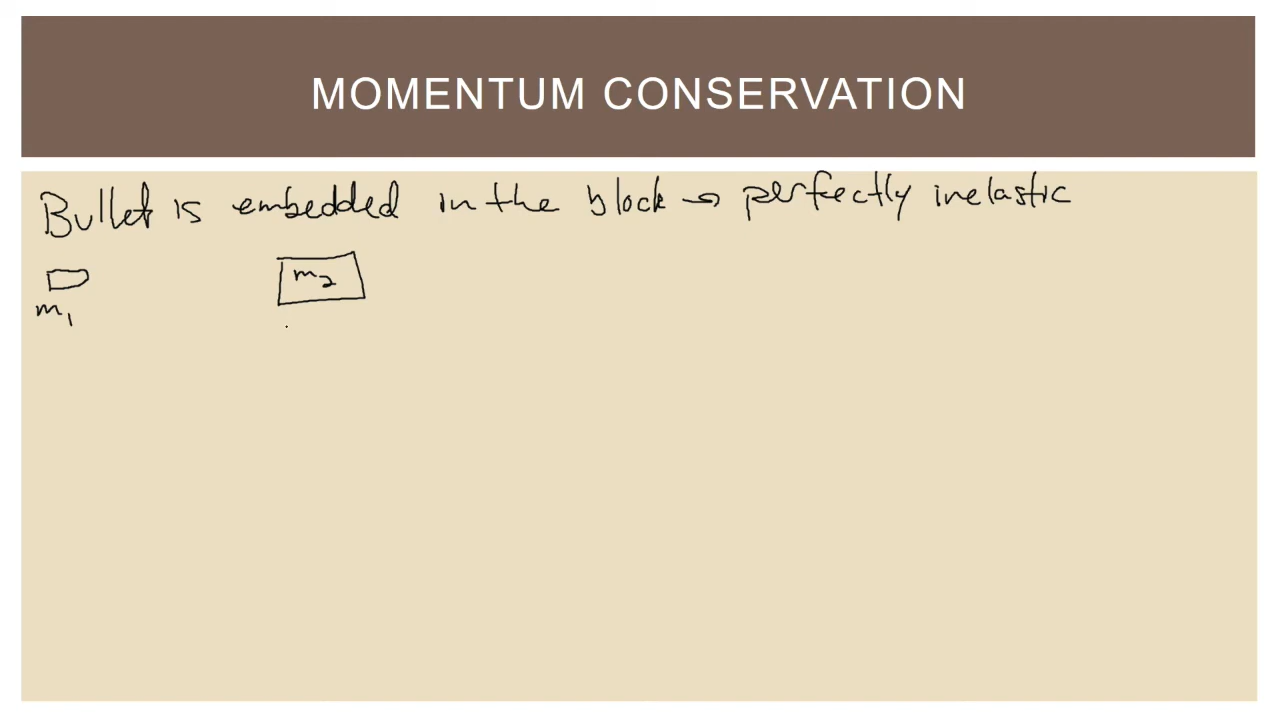 MOMENTUM CONSERVATION
Bullet is embedded in the block → perfectly inelastic
m₂
m₁